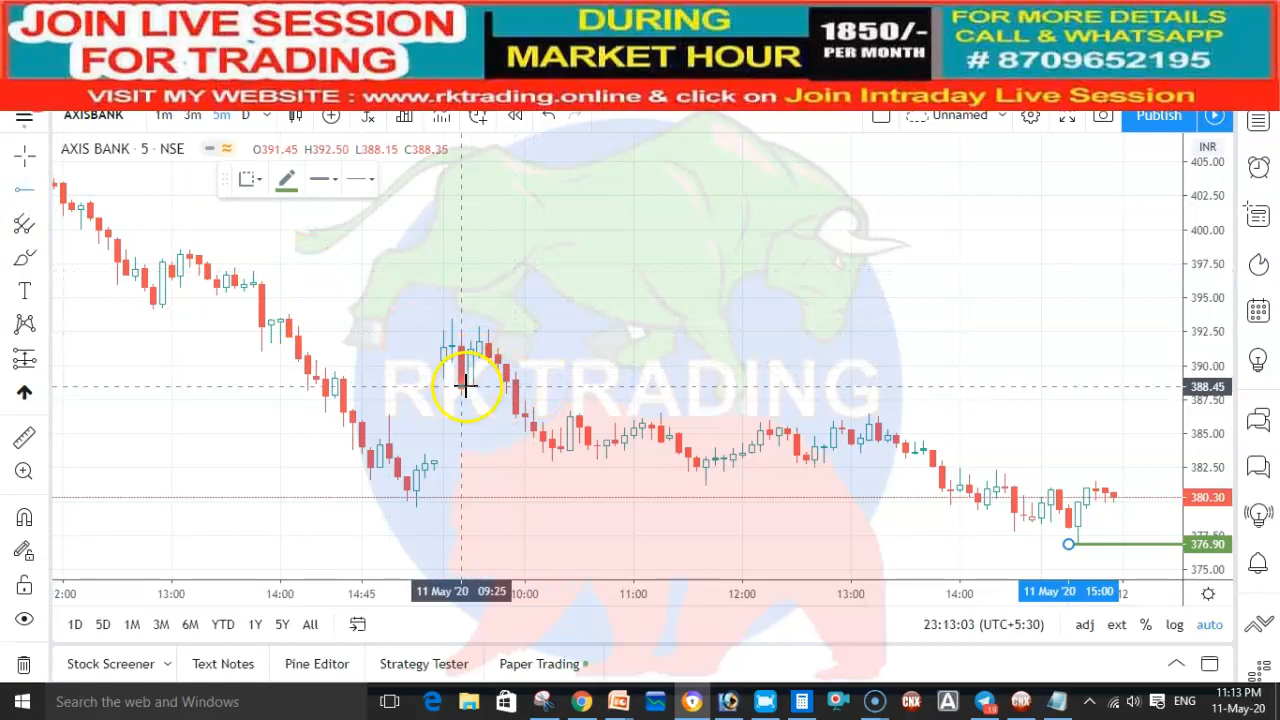 JOIN LIVE SESSION
FOR TRADING
DURING
MARKET HOUR
1850/-
PER MONTH
FOR MORE DETAILS
CALL & WHATSAPP
# 8709652195
VISIT MY WEBSITE : www.rktrading.online & click on Join Intraday Live Session
AXISBANK 1m 3m 5m D Unnamed Publish
AXIS BANK · 5 · NSE O391.45 H392.50 L388.15 C388.35
INR
405.00
402.50
400.00
397.50
395.00
392.50
390.00
388.45
387.50
385.00
382.50
380.30
377.50
376.90
375.00
TRADING
2:00 13:00 14:00 14:45 11 May '20 09:25 10:00 11:00 12:00 13:00 14:00 11 May '20 15:00 12
1D 5D 1M 3M 6M YTD 1Y 5Y All 23:13:03 (UTC+5:30) adj ext % log auto
Stock Screener Text Notes Pine Editor Strategy Tester Paper Trading
Search the web and Windows
ENG
11:13 PM
11-May-20